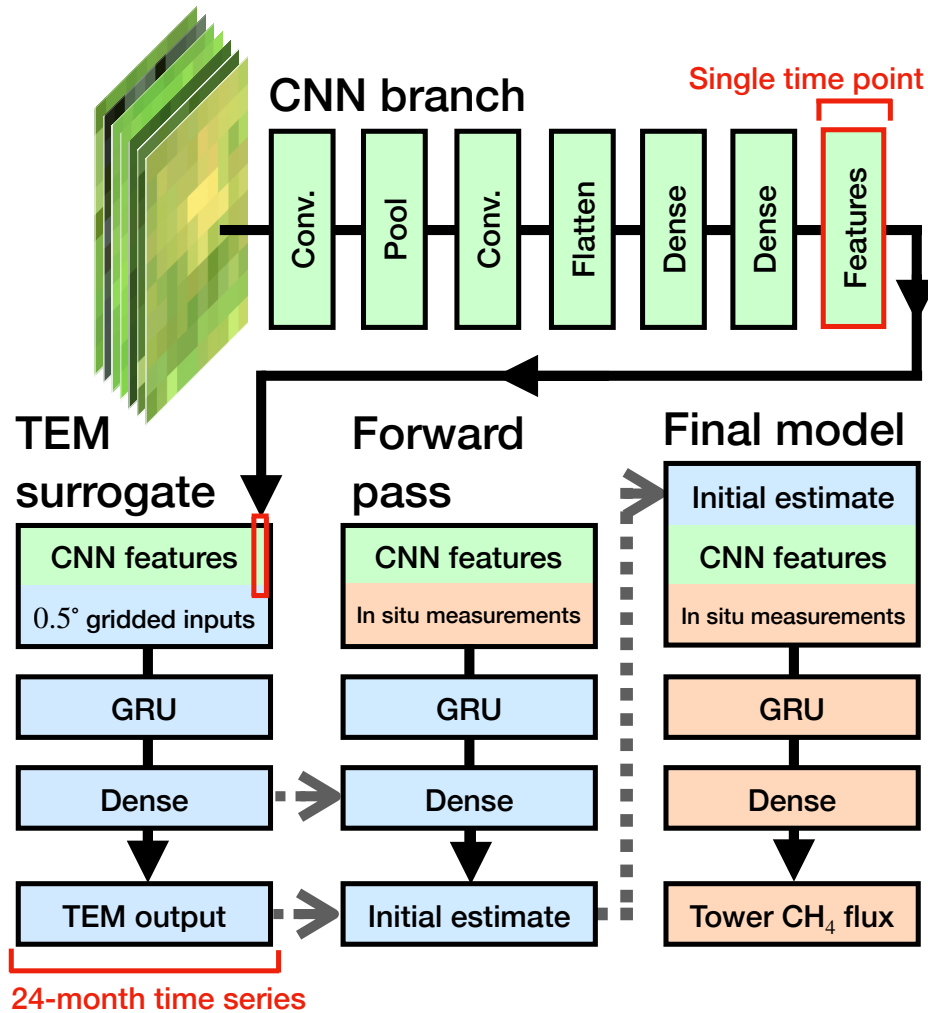 CNN branch
Single time point
Conv.
Pool
Conv.
Flatten
Dense
Dense
Features
TEM
surrogate
CNN features
0.5° gridded inputs
GRU
Dense
TEM output
24-month time series
Forward
pass
CNN features
In situ measurements
GRU
Dense
Initial estimate
Final model
Initial estimate
CNN features
In situ measurements
GRU
Dense
Tower CH₄ flux